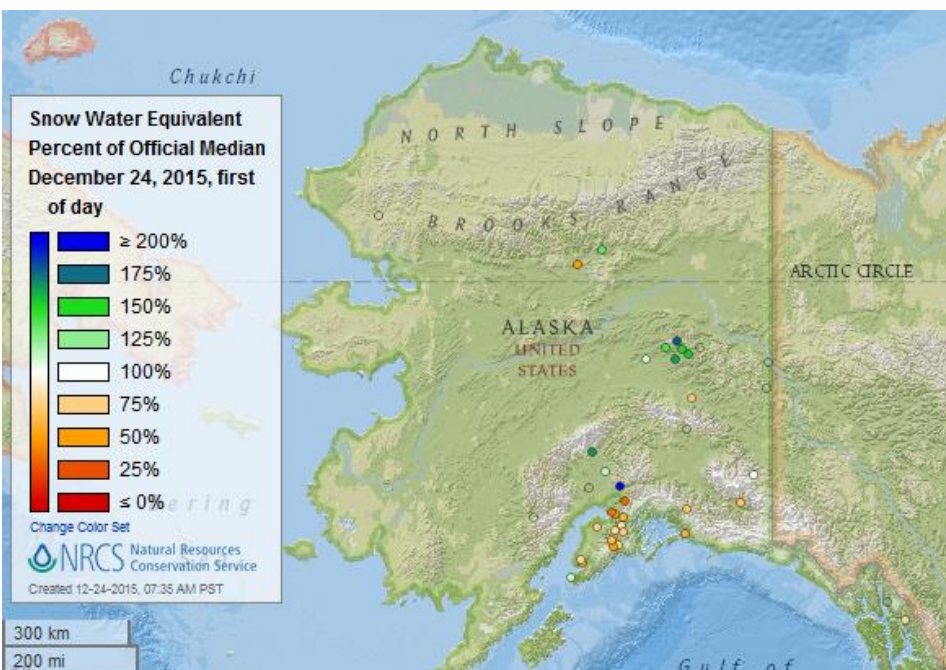 Chukchi
Snow Water Equivalent
Percent of Official Median
December 24, 2015, first
of day
≥ 200%
175%
150%
125%
100%
75%
50%
25%
≤ 0%
ering
Change Color Set
NRCS Natural Resources
Conservation Service
Created 12-24-2015, 07:35 AM PST
300 km
200 mi
NORTH SLOPE
BROOKS RANGE
ARCTIC CIRCLE
ALASKA
UNITED
STATES
Gulf of